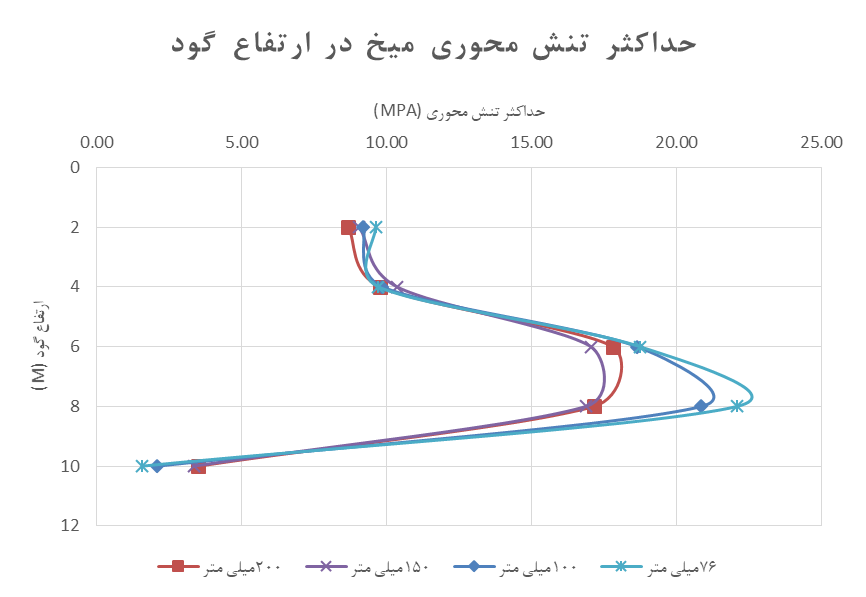 حداکثر تنش محوری میخ در ارتفاع گود
حداکثر تنش محوری (MPA)
0.00 5.00 10.00 15.00 20.00 25.00
0
2
4
6
8
10
12
ارتفاع گود (M)
۲۰۰میلی متر ۱۵۰میلی متر ۱۰۰میلی متر ۷۶میلی متر